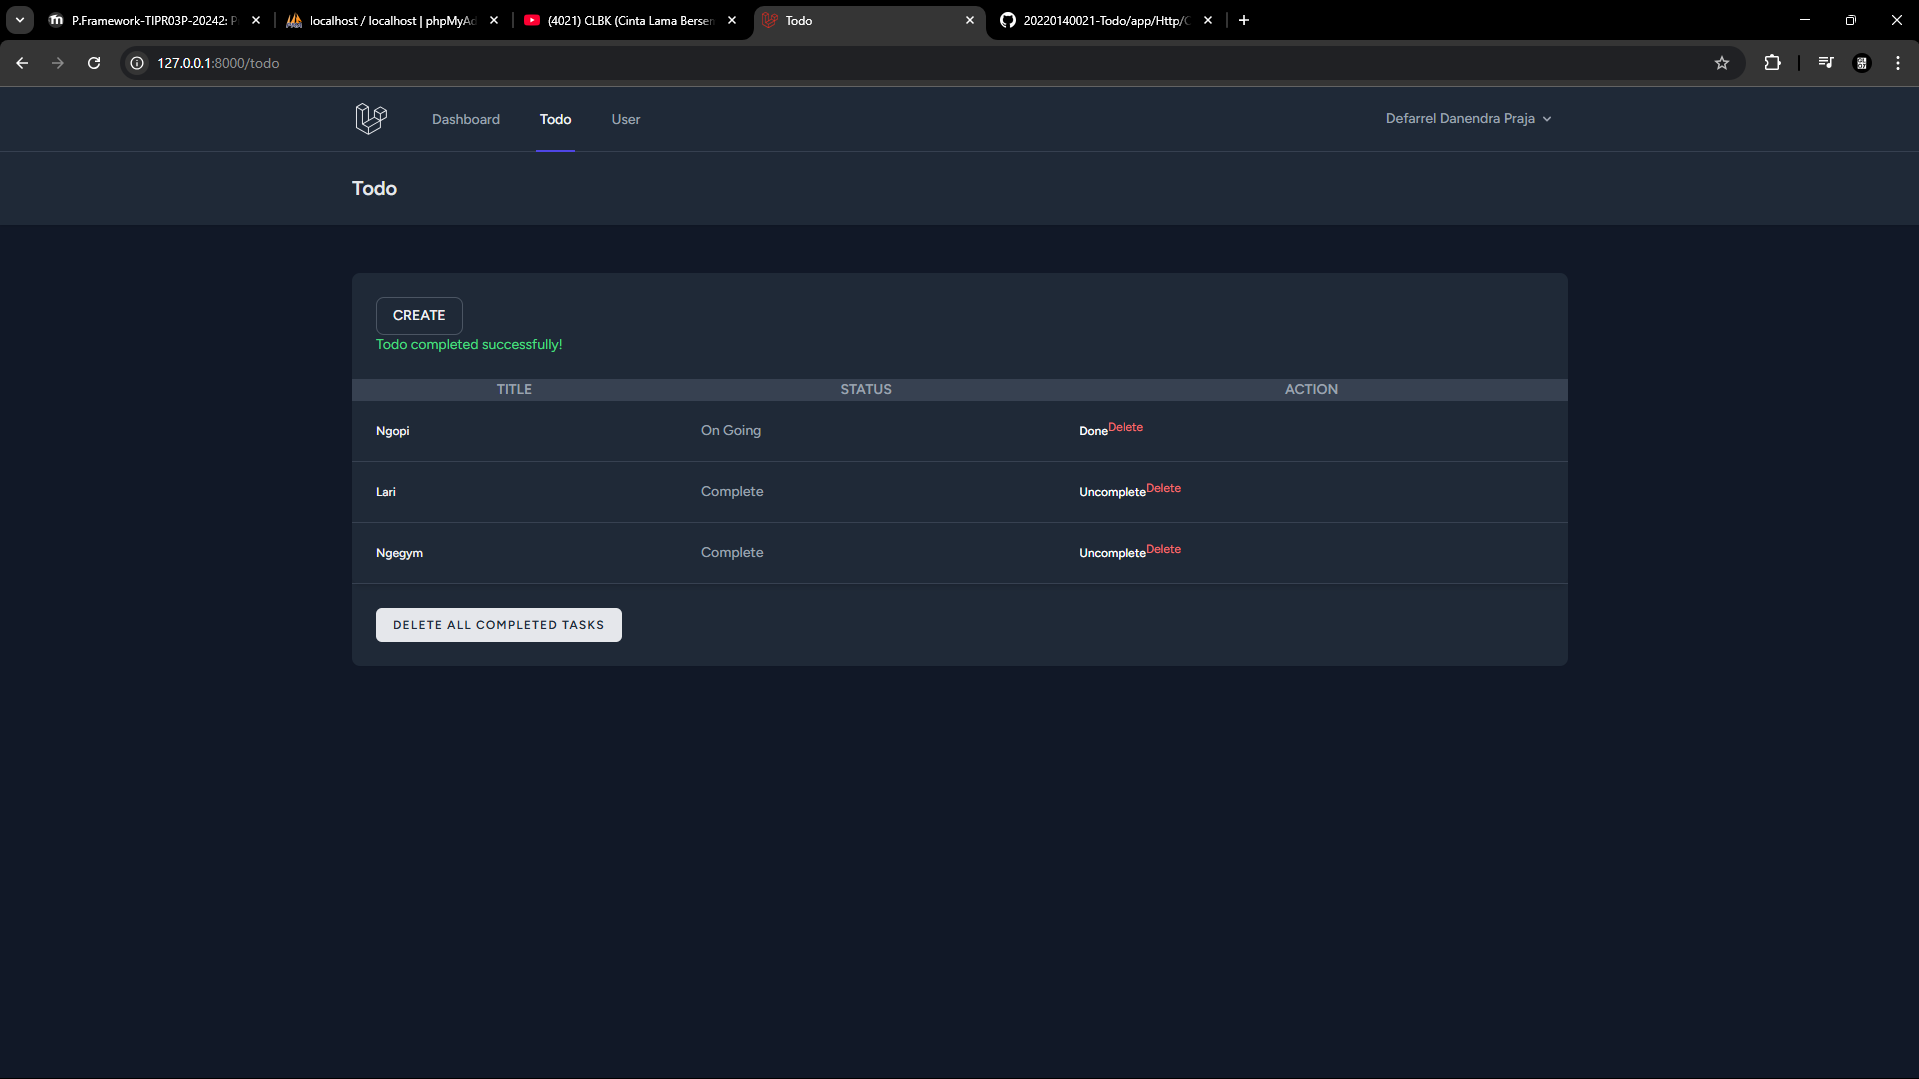 P.Framework-TIPR03P-20242: P
localhost / localhost | phpMyAd
(4021) CLBK (Cinta Lama Bersem
Todo
20220140021-Todo/app/Http/C
127.0.0.1:8000/todo
Dashboard Todo User Defarrel Danendra Praja
Todo
CREATE
Todo completed successfully!
TITLE STATUS ACTION
Ngopi On Going Done Delete
Lari Complete Uncomplete Delete
Ngegym Complete Uncomplete Delete
DELETE ALL COMPLETED TASKS